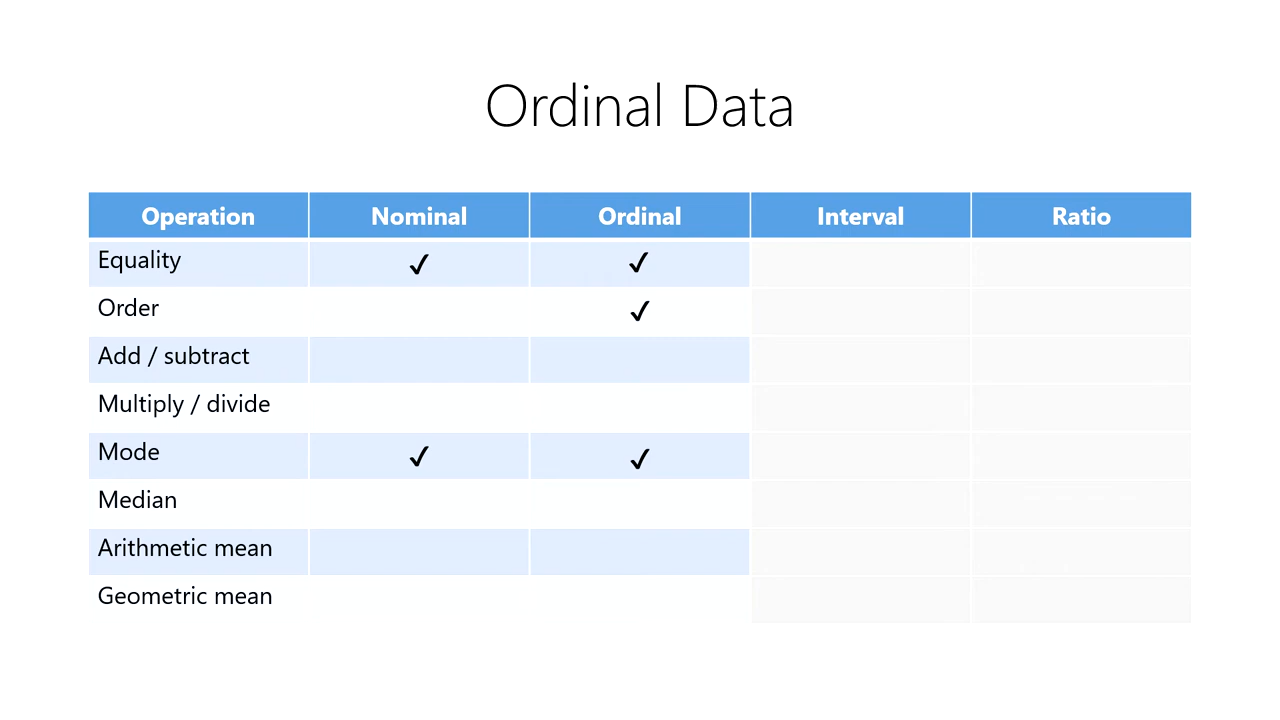 Ordinal Data
Operation Nominal Ordinal Interval Ratio
Equality ✓ ✓
Order ✓
Add / subtract
Multiply / divide
Mode ✓ ✓
Median
Arithmetic mean
Geometric mean